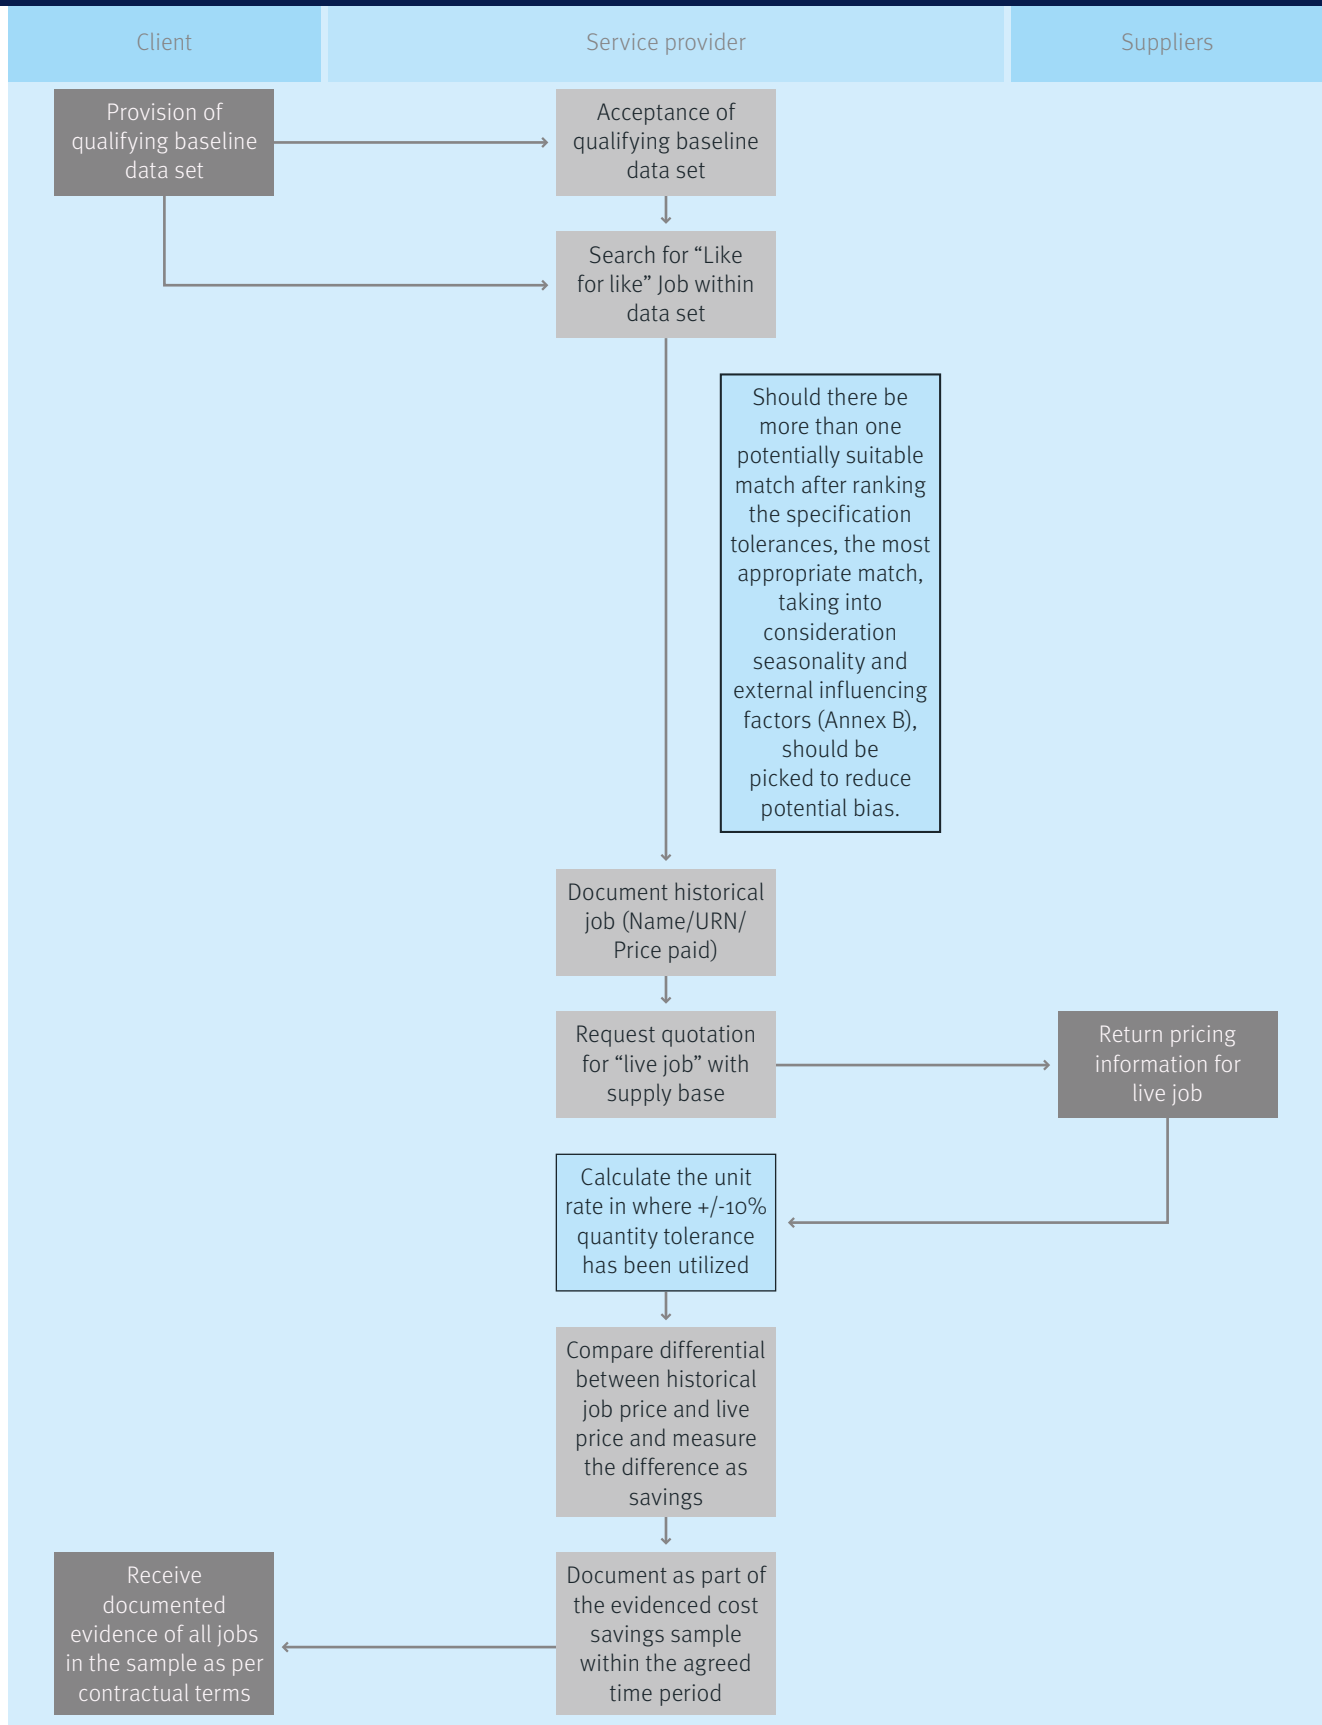 Client
Service provider
Suppliers
Provision of
qualifying baseline
data set
Acceptance of
qualifying baseline
data set
Search for “Like
for like” Job within
data set
Should there be
more than one
potentially suitable
match after ranking
the specification
tolerances, the most
appropriate match,
taking into
consideration
seasonality and
external influencing
factors (Annex B),
should be
picked to reduce
potential bias.
Document historical
job (Name/URN/
Price paid)
Request quotation
for “live job” with
supply base
Return pricing
information for
live job
Calculate the unit
rate in where +/-10%
quantity tolerance
has been utilized
Compare differential
between historical
job price and live
price and measure
the difference as
savings
Document as part of
the evidenced cost
savings sample
within the agreed
time period
Receive
documented
evidence of all jobs
in the sample as per
contractual terms